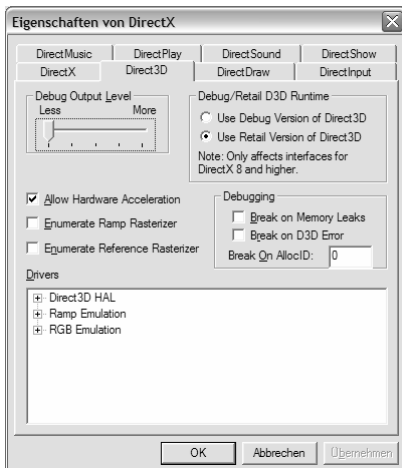 Eigenschaften von DirectX
DirectMusic
DirectPlay
DirectSound
DirectShow
DirectX
Direct3D
DirectDraw
DirectInput
Debug Output Level
Less
More
Debug/Retail D3D Runtime
Use Debug Version of Direct3D
Use Retail Version of Direct3D
Note: Only affects interfaces for
DirectX 8 and higher.
Allow Hardware Acceleration
Enumerate Ramp Rasterizer
Enumerate Reference Rasterizer
Debugging
Break on Memory Leaks
Break on D3D Error
Break On AllocID: 0
Drivers
Direct3D HAL
Ramp Emulation
RGB Emulation
OK
Abbrechen
Übernehmen